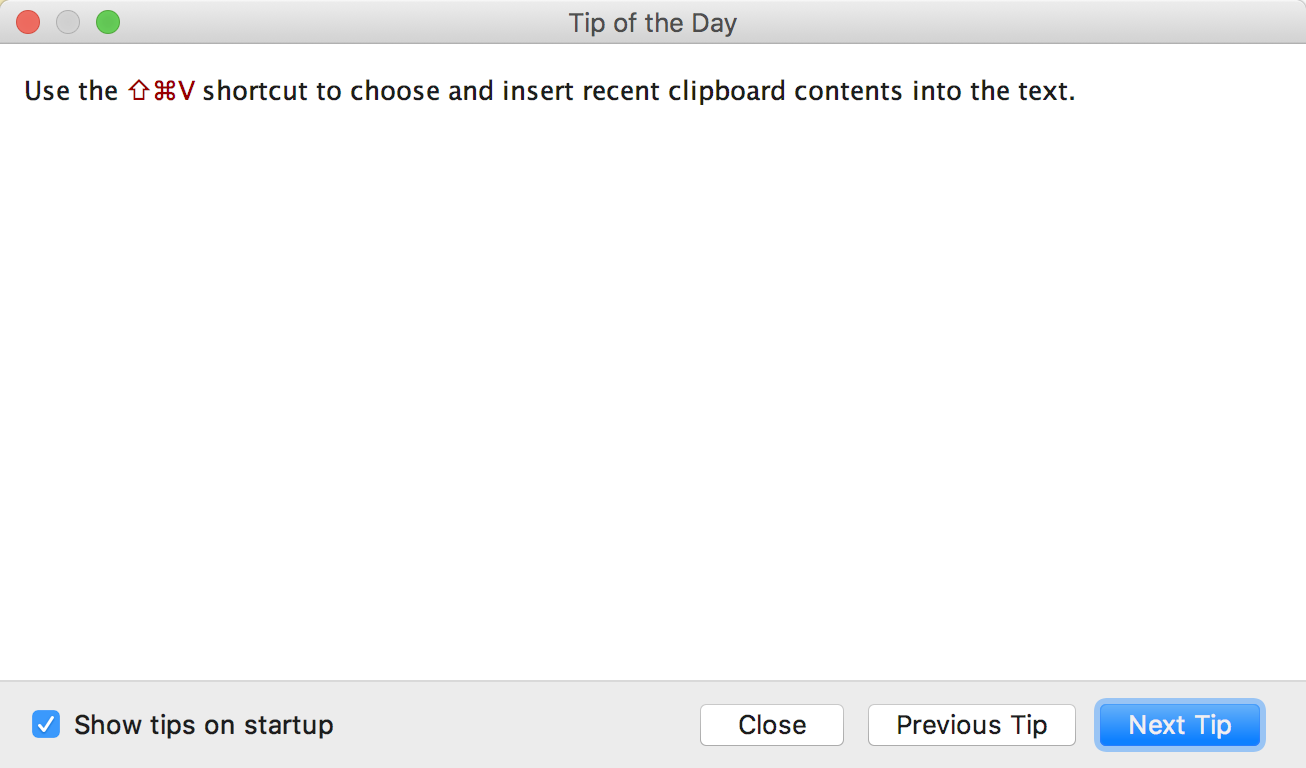 Tip of the Day
Use the ⇧⌘V shortcut to choose and insert recent clipboard contents into the text.
Show tips on startup
Close
Previous Tip
Next Tip